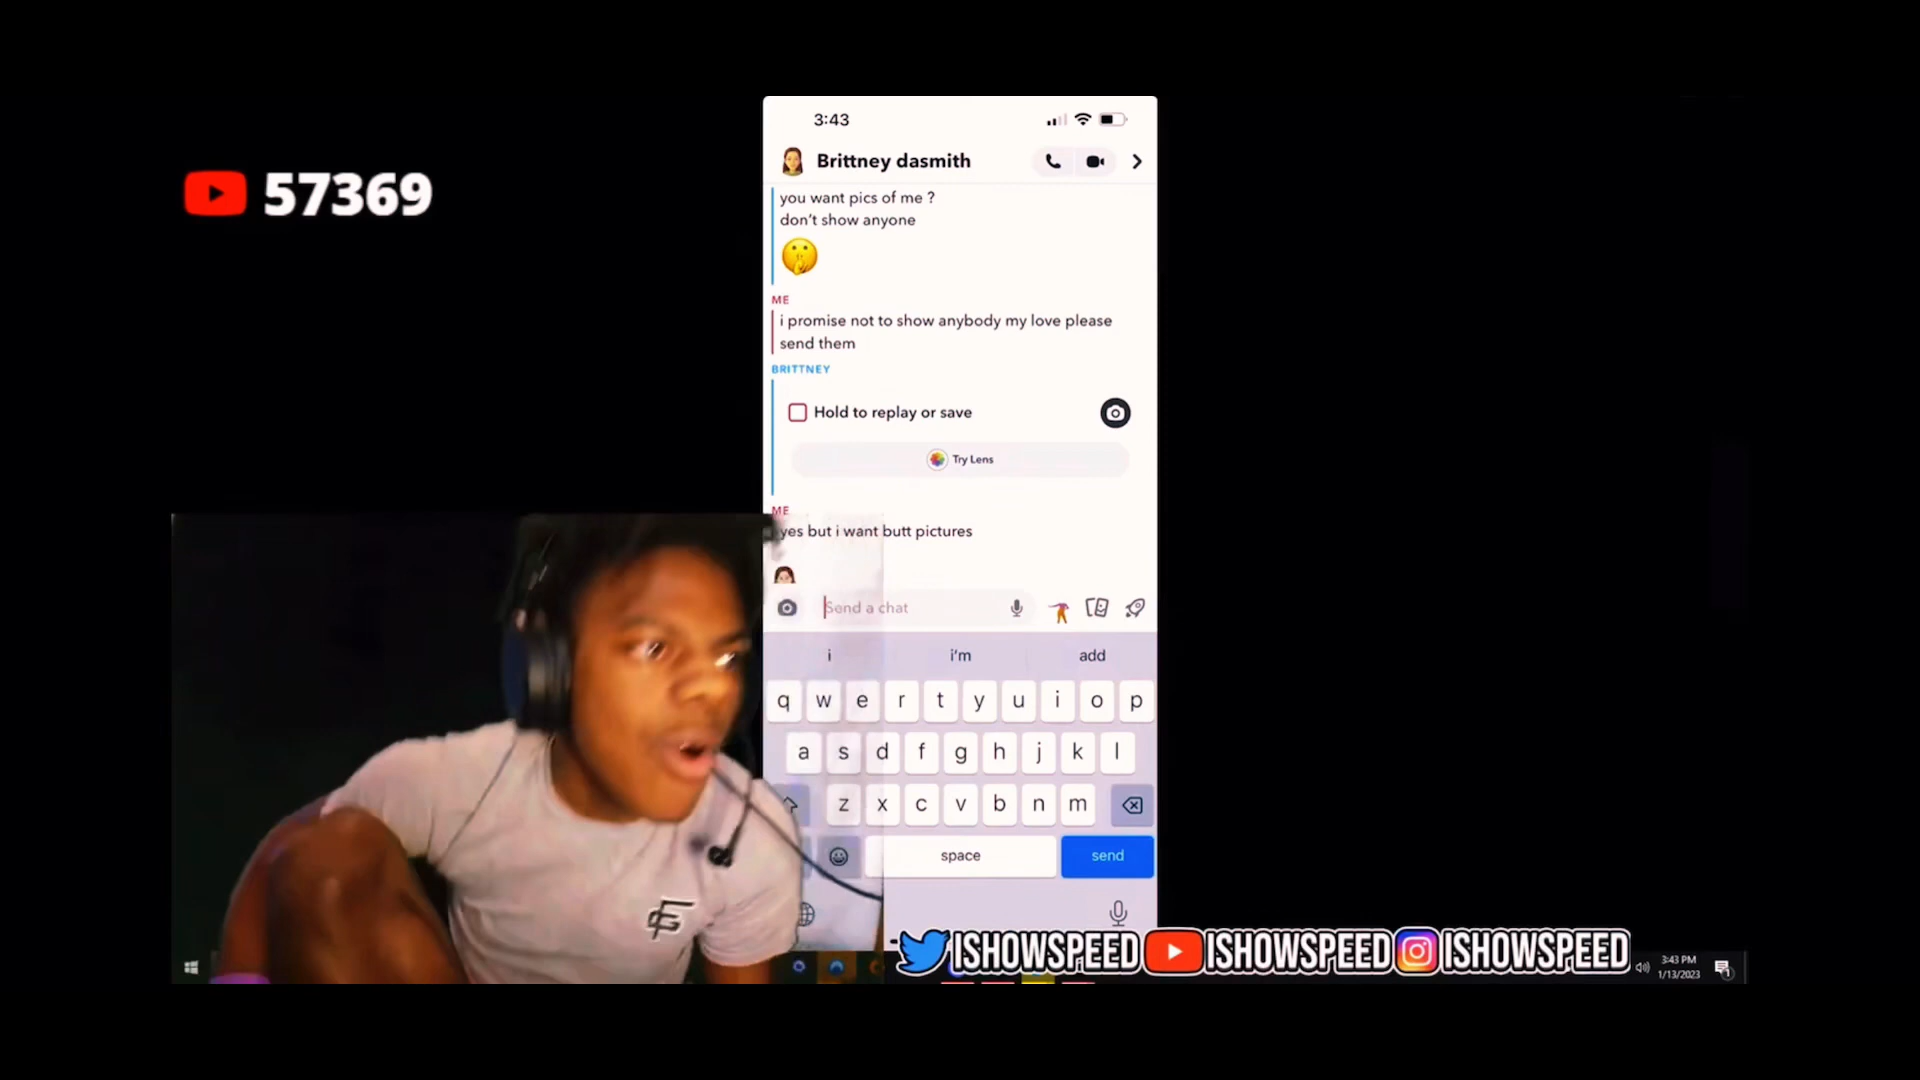 57369
3:43
Brittney dasmith
you want pics of me ?
don't show anyone
ME
i promise not to show anybody my love please
send them
BRITTNEY
Hold to replay or save
Try Lens
ME
yes but i want butt pictures
Send a chat
i i'm add
q w e r t y u i o p
a s d f g h j k l
z x c v b n m
space send
ISHOWSPEED ISHOWSPEED ISHOWSPEED
3:43 PM
1/13/2023
1